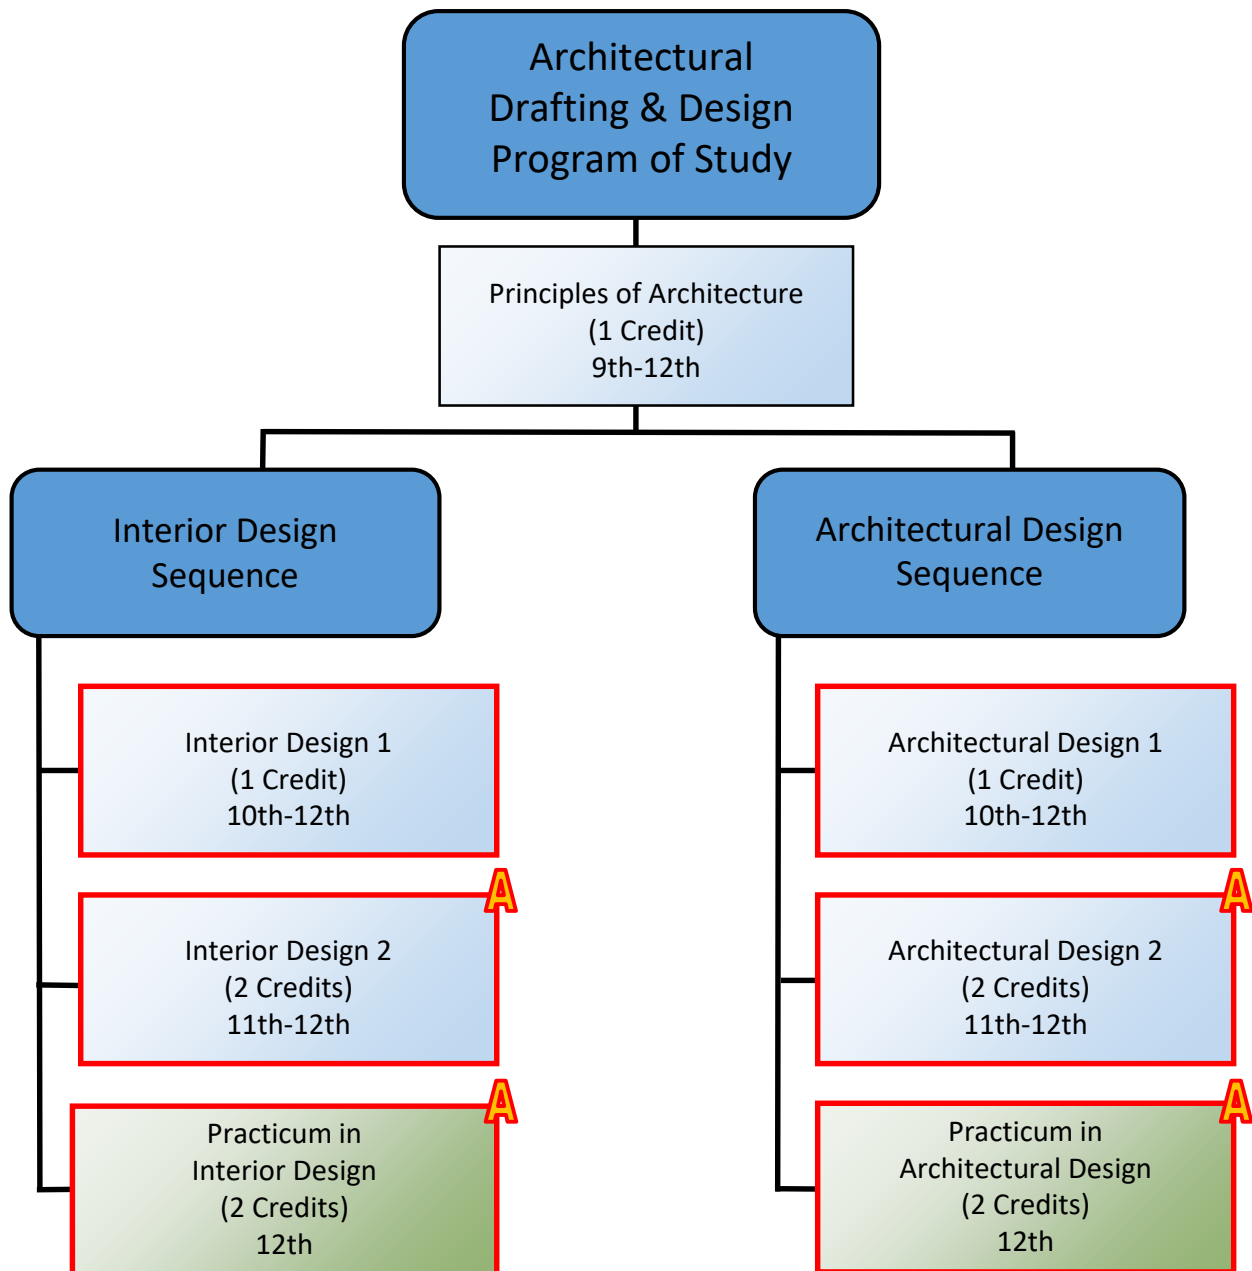 Architectural
Drafting & Design
Program of Study
Principles of Architecture
(1 Credit)
9th-12th
Interior Design
Sequence
Architectural Design
Sequence
Interior Design 1
(1 Credit)
10th-12th
Architectural Design 1
(1 Credit)
10th-12th
A
Interior Design 2
(2 Credits)
11th-12th
A
Architectural Design 2
(2 Credits)
11th-12th
A
Practicum in
Interior Design
(2 Credits)
12th
A
Practicum in
Architectural Design
(2 Credits)
12th